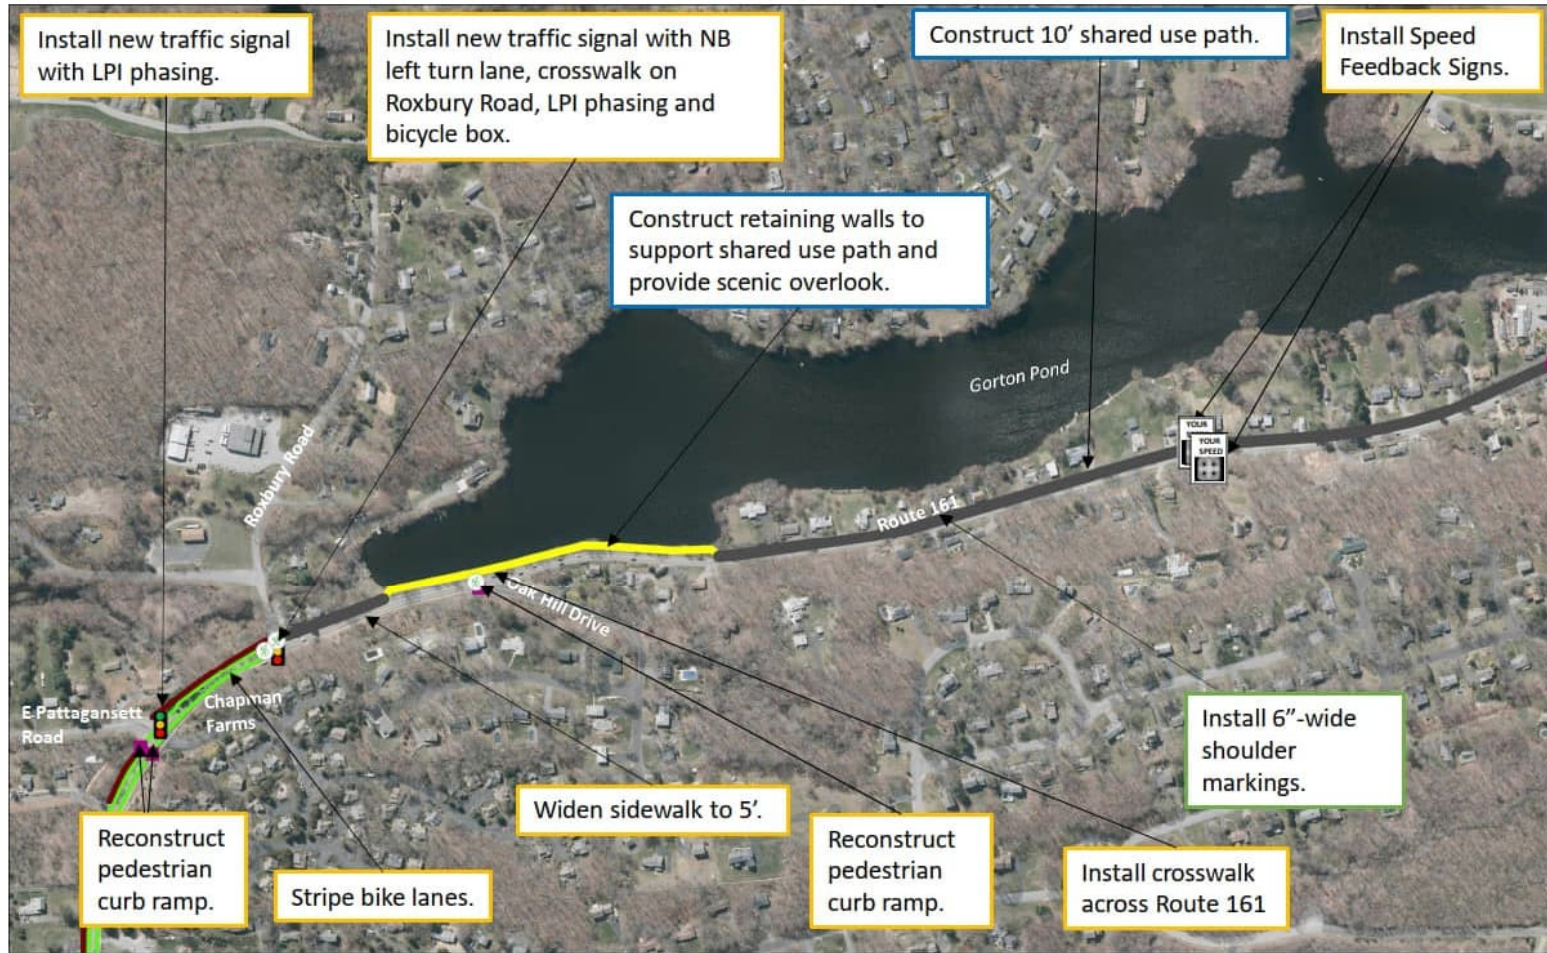 Install new traffic signal
with LPI phasing.
Install new traffic signal with NB
left turn lane, crosswalk on
Roxbury Road, LPI phasing and
bicycle box.
Construct 10’ shared use path.
Install Speed
Feedback Signs.
Construct retaining walls to
support shared use path and
provide scenic overlook.
Gorton Pond
YOUR
YOUR
SPEED
Roxbury Road
Route 161
Oak Hill Drive
E Pattagansett
Road
Chapman
Farms
Install 6”-wide
shoulder
markings.
Widen sidewalk to 5’.
Reconstruct
pedestrian
curb ramp.
Stripe bike lanes.
Reconstruct
pedestrian
curb ramp.
Install crosswalk
across Route 161